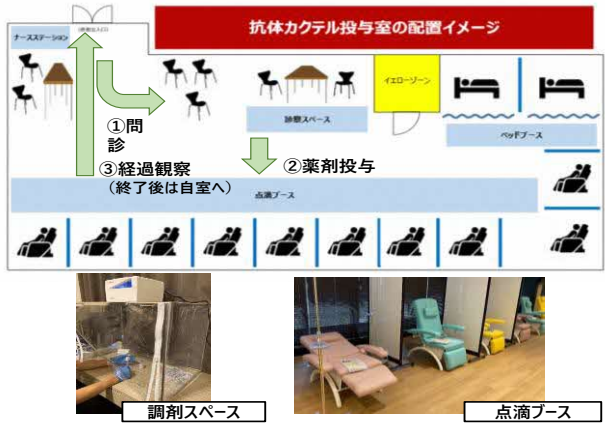 抗体カクテル投与室の配置イメージ
ナースステーション
イエローゾーン
診察スペース
ベッドブース
①問
診
②薬剤投与
③経過観察
(終了後は自室へ)
点滴ブース
調剤スペース
点滴ブース